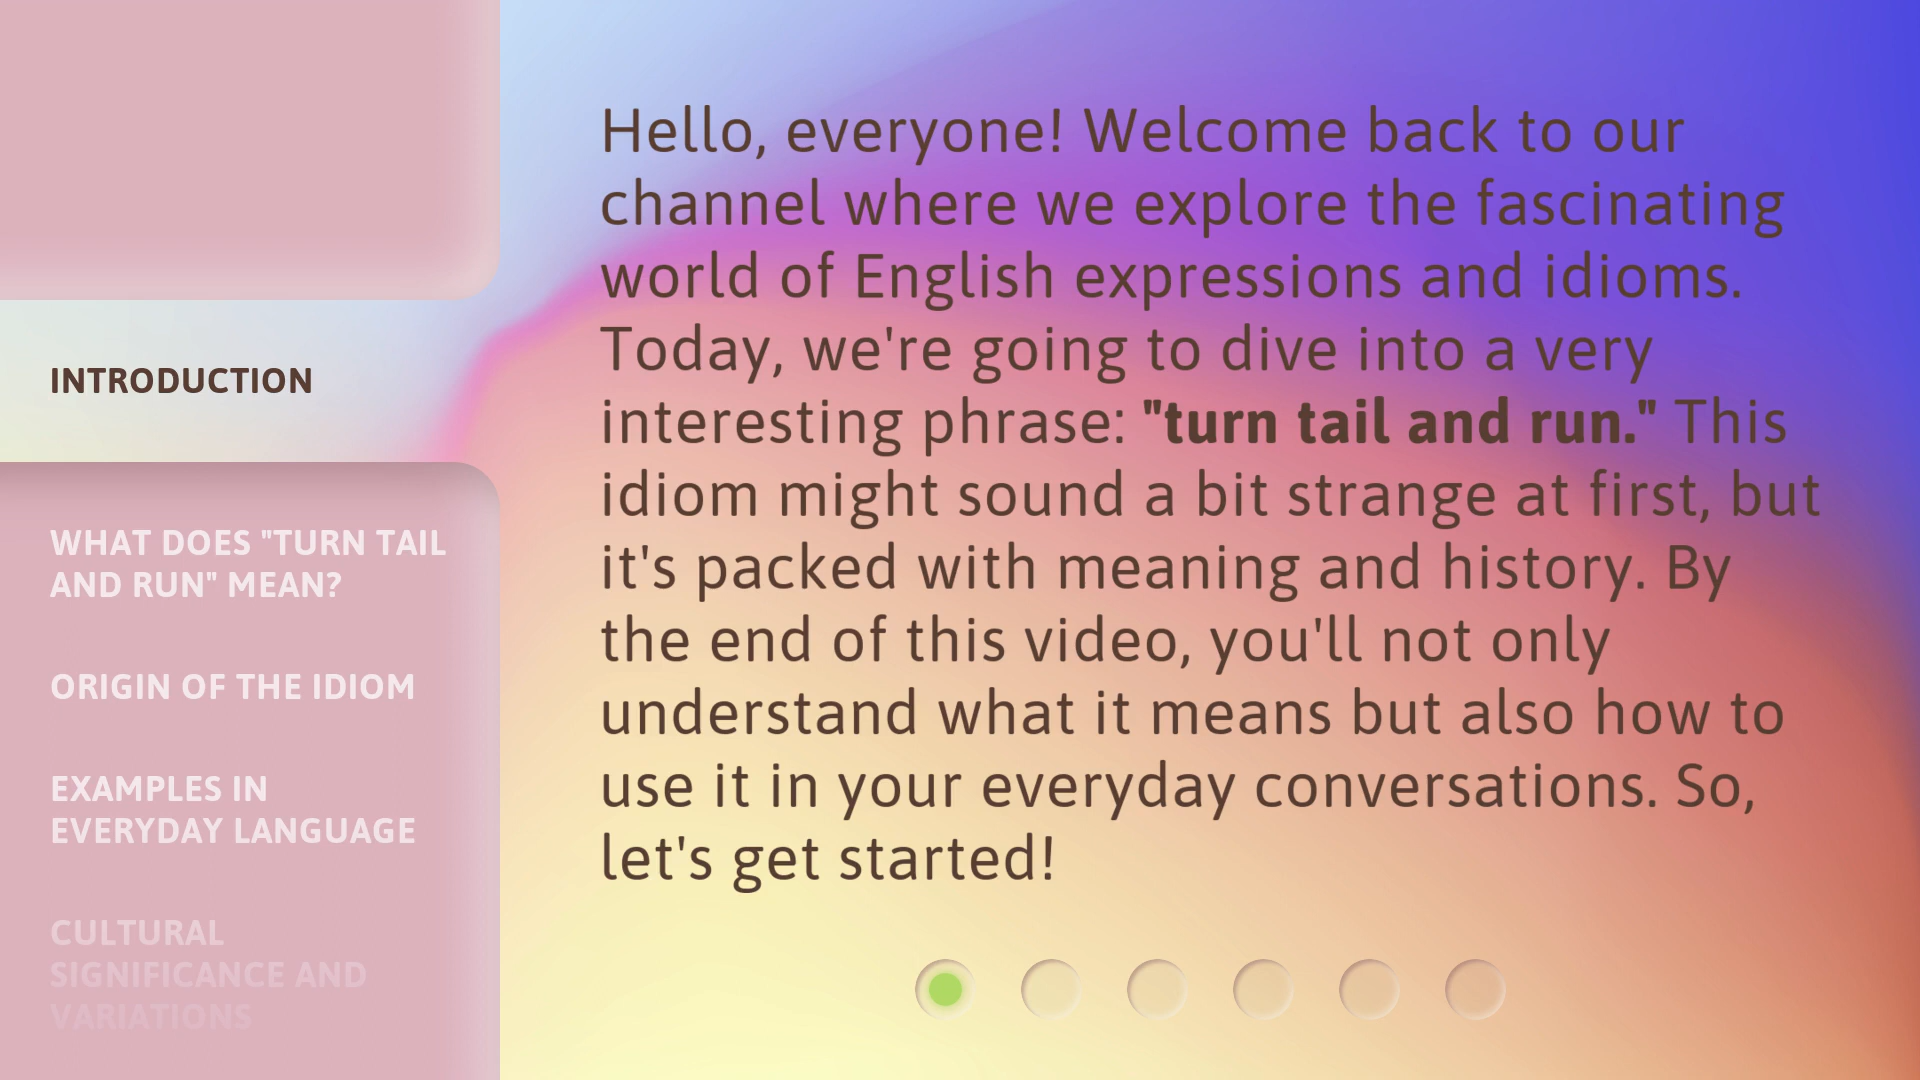 INTRODUCTION
WHAT DOES "TURN TAIL
AND RUN" MEAN?
ORIGIN OF THE IDIOM
EXAMPLES IN
EVERYDAY LANGUAGE
CULTURAL
SIGNIFICANCE AND
VARIATIONS
Hello, everyone! Welcome back to our
channel where we explore the fascinating
world of English expressions and idioms.
Today, we're going to dive into a very
interesting phrase: "turn tail and run." This
idiom might sound a bit strange at first, but
it's packed with meaning and history. By
the end of this video, you'll not only
understand what it means but also how to
use it in your everyday conversations. So,
let's get started!